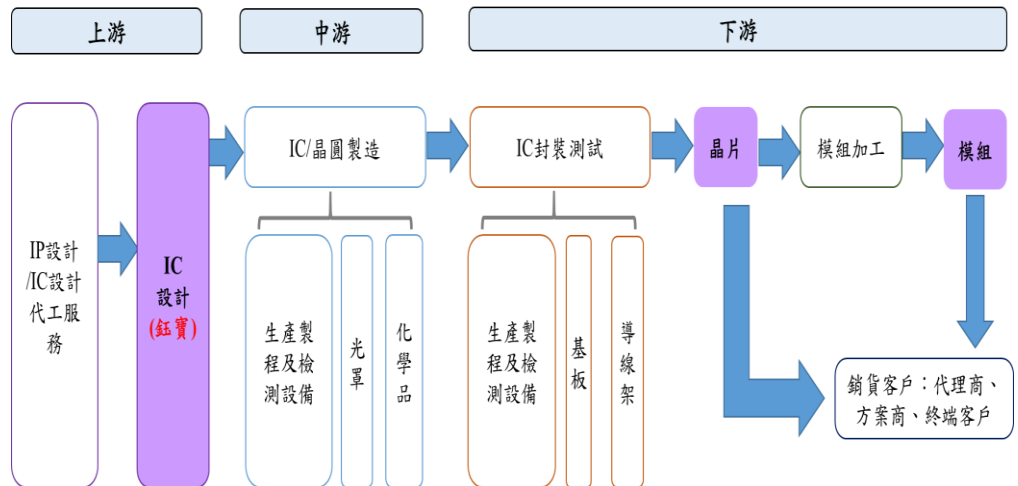 上游
中游
下游
IP設計
/IC設計
代工服
務
IC
設計
(鈺寶)
IC/晶圓製造
生產製
程及檢
測設備
光
罩
化
學
品
IC封裝測試
生產製
程及檢
測設備
基
板
導
線
架
晶片
模組加工
模組
銷貨客戶：代理商、
方案商、終端客戶